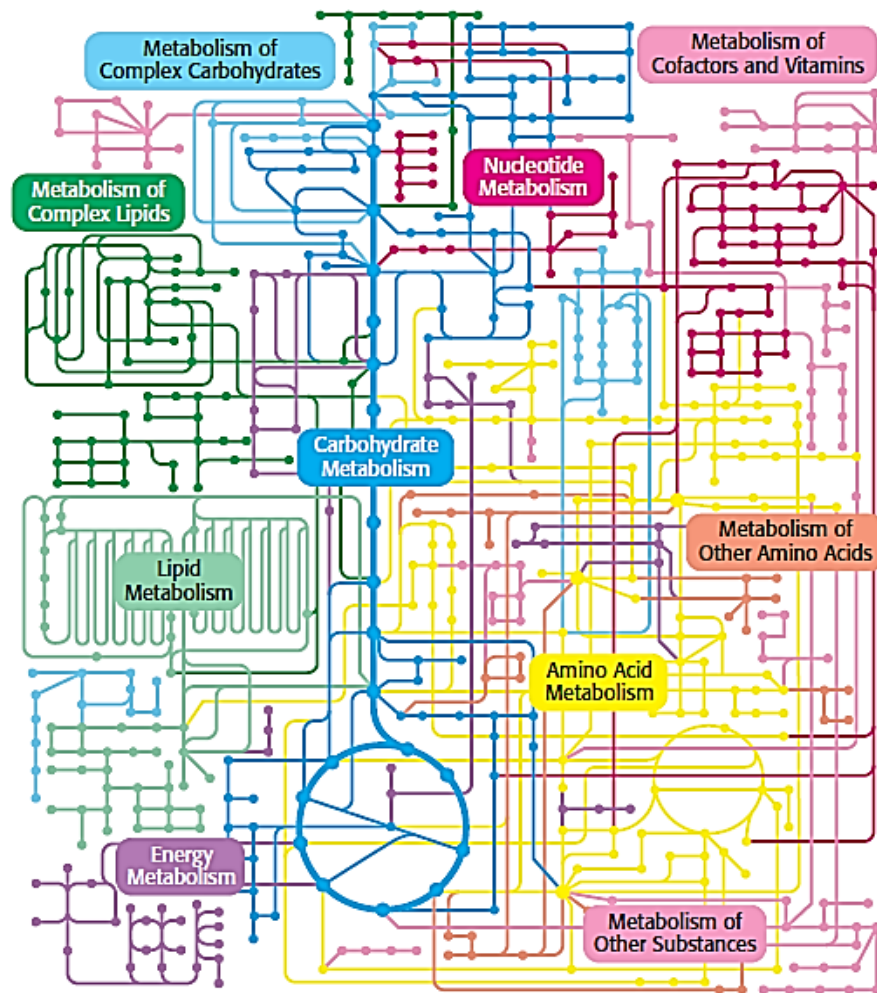 Metabolism of
Complex Carbohydrates
Metabolism of
Cofactors and Vitamins
Nucleotide
Metabolism
Metabolism of
Complex Lipids
Carbohydrate
Metabolism
Metabolism of
Other Amino Acids
Lipid
Metabolism
Amino Acid
Metabolism
Energy
Metabolism
Metabolism of
Other Substances